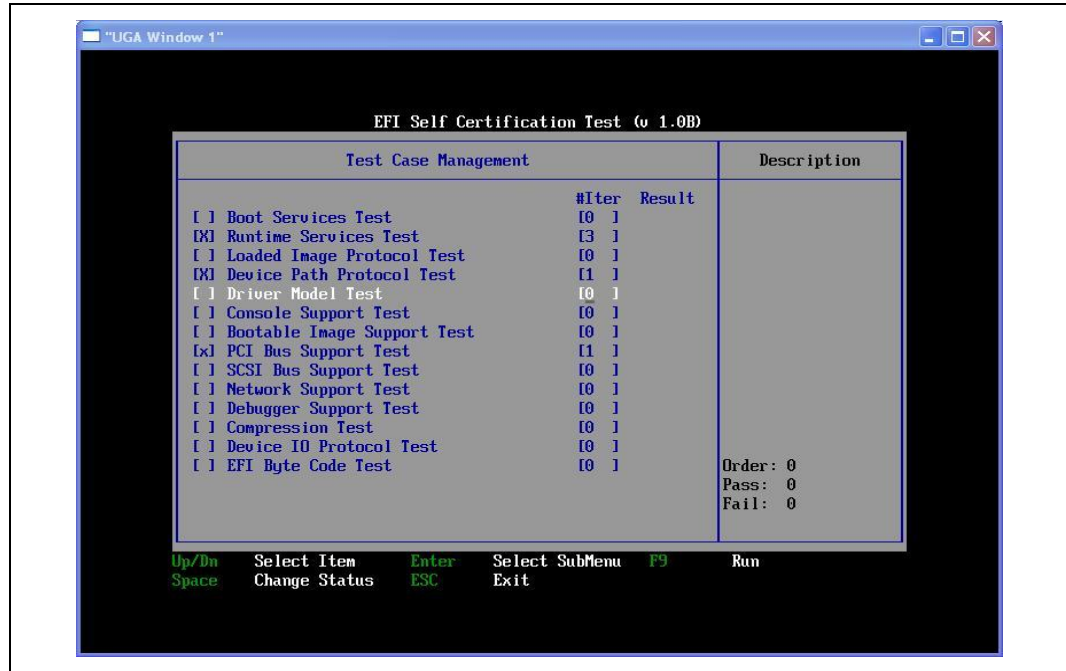 "UGA Window 1"
EFI Self Certification Test (v 1.0B)
Test Case Management
Description
#Iter Result
[ ] Boot Services Test [0 ]
[X] Runtime Services Test [3 ]
[ ] Loaded Image Protocol Test [0 ]
[X] Device Path Protocol Test [1 ]
[ ] Driver Model Test [0 ]
[ ] Console Support Test [0 ]
[ ] Bootable Image Support Test [0 ]
[x] PCI Bus Support Test [1 ]
[ ] SCSI Bus Support Test [0 ]
[ ] Network Support Test [0 ]
[ ] Debugger Support Test [0 ]
[ ] Compression Test [0 ]
[ ] Device IO Protocol Test [0 ]
[ ] EFI Byte Code Test [0 ]
Order: 0
Pass: 0
Fail: 0
Up/Dn Select Item Enter Select SubMenu F9 Run
Space Change Status ESC Exit